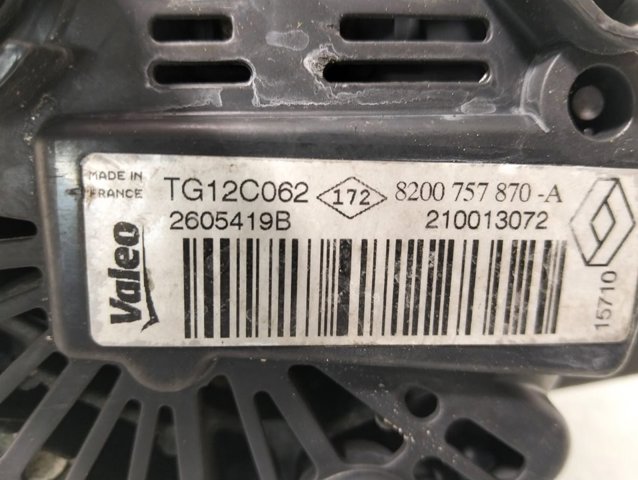 MADE IN
FRANCE
Valeo
TG12C062 172 8200 757 870 -A
2605419B 210013072
15710